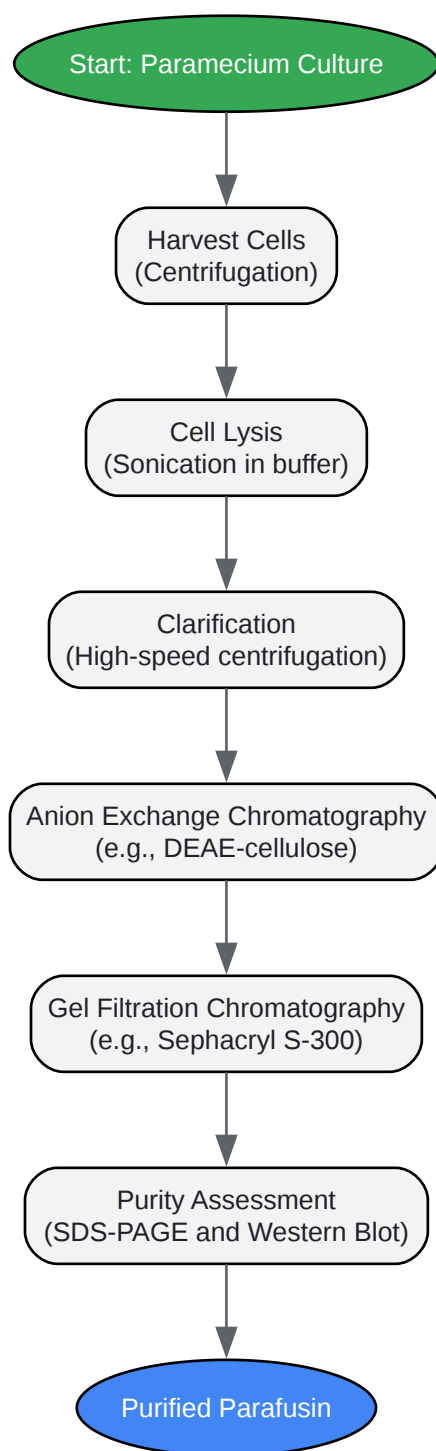 Start: Paramecium Culture
Harvest Cells
(Centrifugation)
Cell Lysis
(Sonication in buffer)
Clarification
(High-speed centrifugation)
Anion Exchange Chromatography
(e.g., DEAE-cellulose)
Gel Filtration Chromatography
(e.g., Sephacryl S-300)
Purity Assessment
(SDS-PAGE and Western Blot)
Purified Parafusin